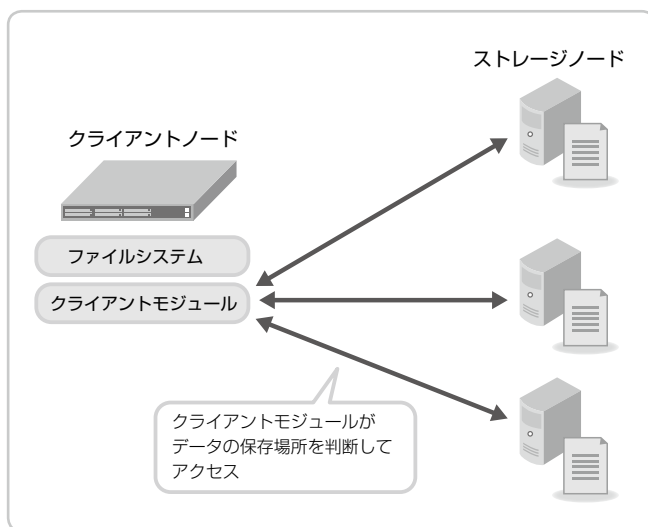 ストレージノード
クライアントノード
ファイルシステム
クライアントモジュール
クライアントモジュールが
データの保存場所を判断して
アクセス